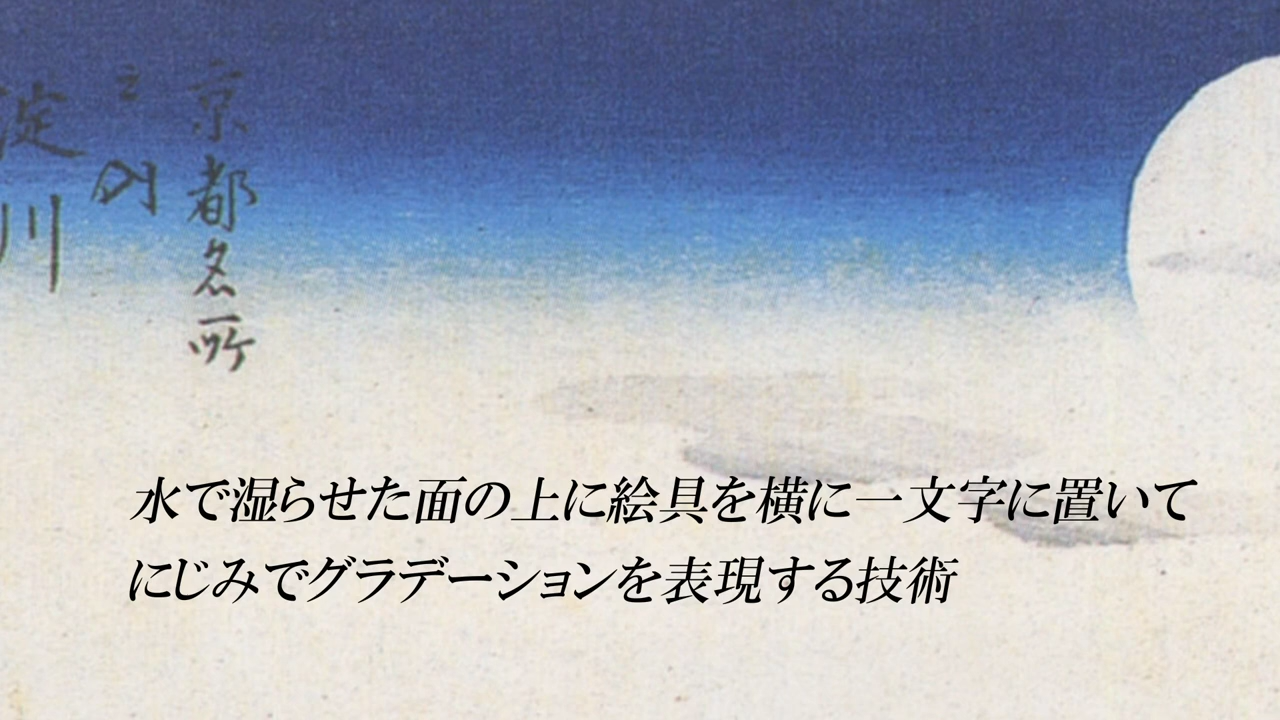 京都名所
之内
淀川
水で湿らせた面の上に絵具を横に一文字に置いて
にじみでグラデーションを表現する技術